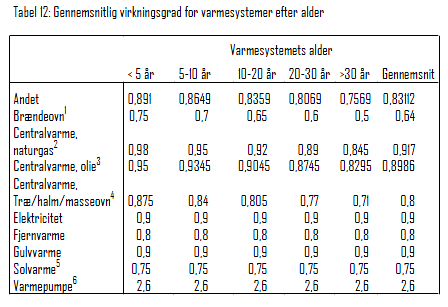 Tabel 12: Gennemsnitlig virkningsgrad for varmesystemer efter alder
Varmesystemets alder
< 5 år 5-10 år 10-20 år 20-30 år >30 år Gennemsnit
Andet 0,891 0,8649 0,8359 0,8069 0,7569 0,83112
Brændeovn1 0,75 0,7 0,65 0,6 0,5 0,64
Centralvarme,
naturgas2 0,98 0,95 0,92 0,89 0,845 0,917
Centralvarme, olie3 0,95 0,9345 0,9045 0,8745 0,8295 0,8986
Centralvarme,
Træ/halm/masseovn4 0,875 0,84 0,805 0,77 0,71 0,8
Elektricitet 0,9 0,9 0,9 0,9 0,9 0,9
Fjernvarme 0,8 0,8 0,8 0,8 0,8 0,8
Gulvvarme 0,9 0,9 0,9 0,9 0,9 0,9
Solvarme5 0,75 0,75 0,75 0,75 0,75 0,75
Varmepumpe6 2,6 2,6 2,6 2,6 2,6 2,6